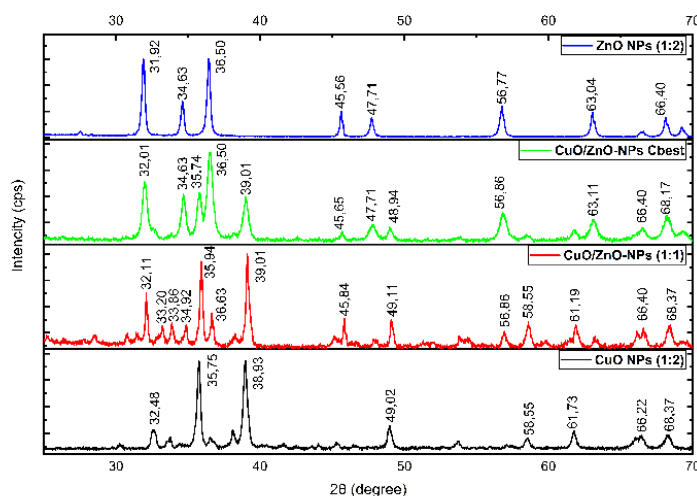 30 40 50 60 70
ZnO NPs (1:2)
31,92 34,63 36,50 45,56 47,71 56,77 63,04 66,40
CuO/ZnO-NPs Cbest
32,01 34,63 35,74 36,50 39,01 45,65 47,71 48,94 56,86 63,11 66,40 68,17
CuO/ZnO-NPs (1:1)
32,11 33,20 33,86 34,92 35,94 36,63 39,01 45,84 49,11 56,86 58,55 61,19 66,40 68,37
CuO NPs (1:2)
32,48 35,75 38,93 49,02 58,55 61,73 66,22 68,37
Intencity (cps)
30 40 50 60 70
2θ (degree)